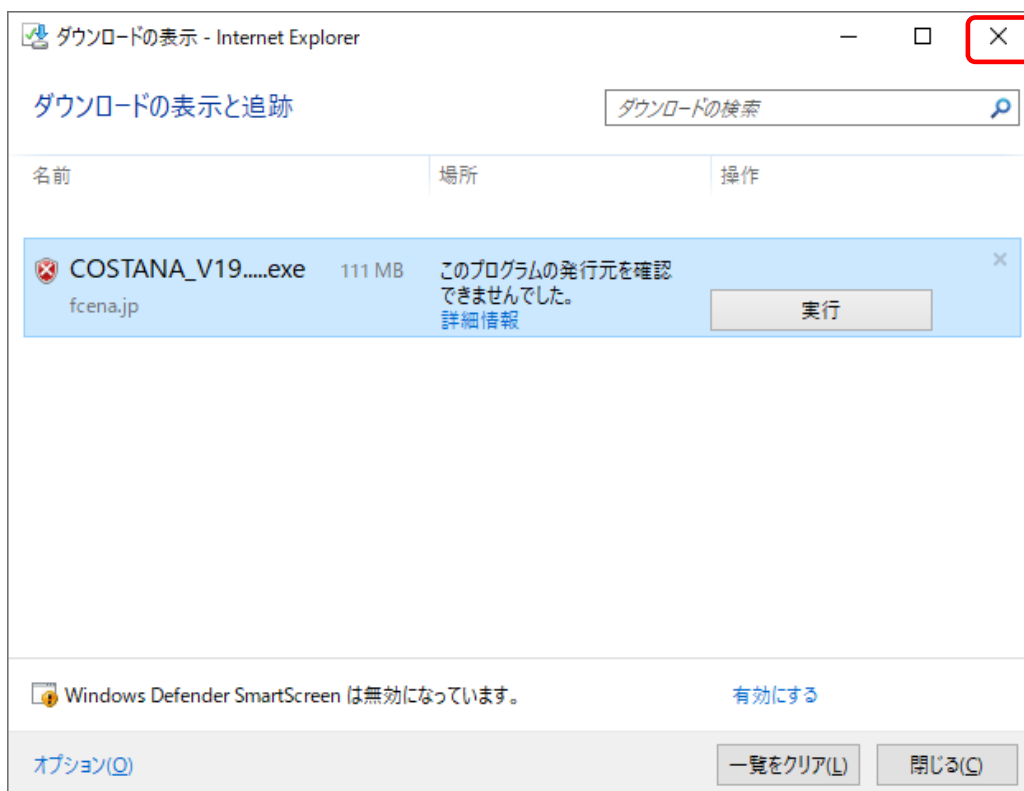 ダウンロードの表示 - Internet Explorer
ダウンロードの表示と追跡
ダウンロードの検索
名前 場所 操作
COSTANA_V19.....exe 111 MB このプログラムの発行元を確認
できませんでした。
fcena.jp
詳細情報
実行
Windows Defender SmartScreen は無効になっています。 有効にする
オプション(O) 一覧をクリア(L) 閉じる(C)